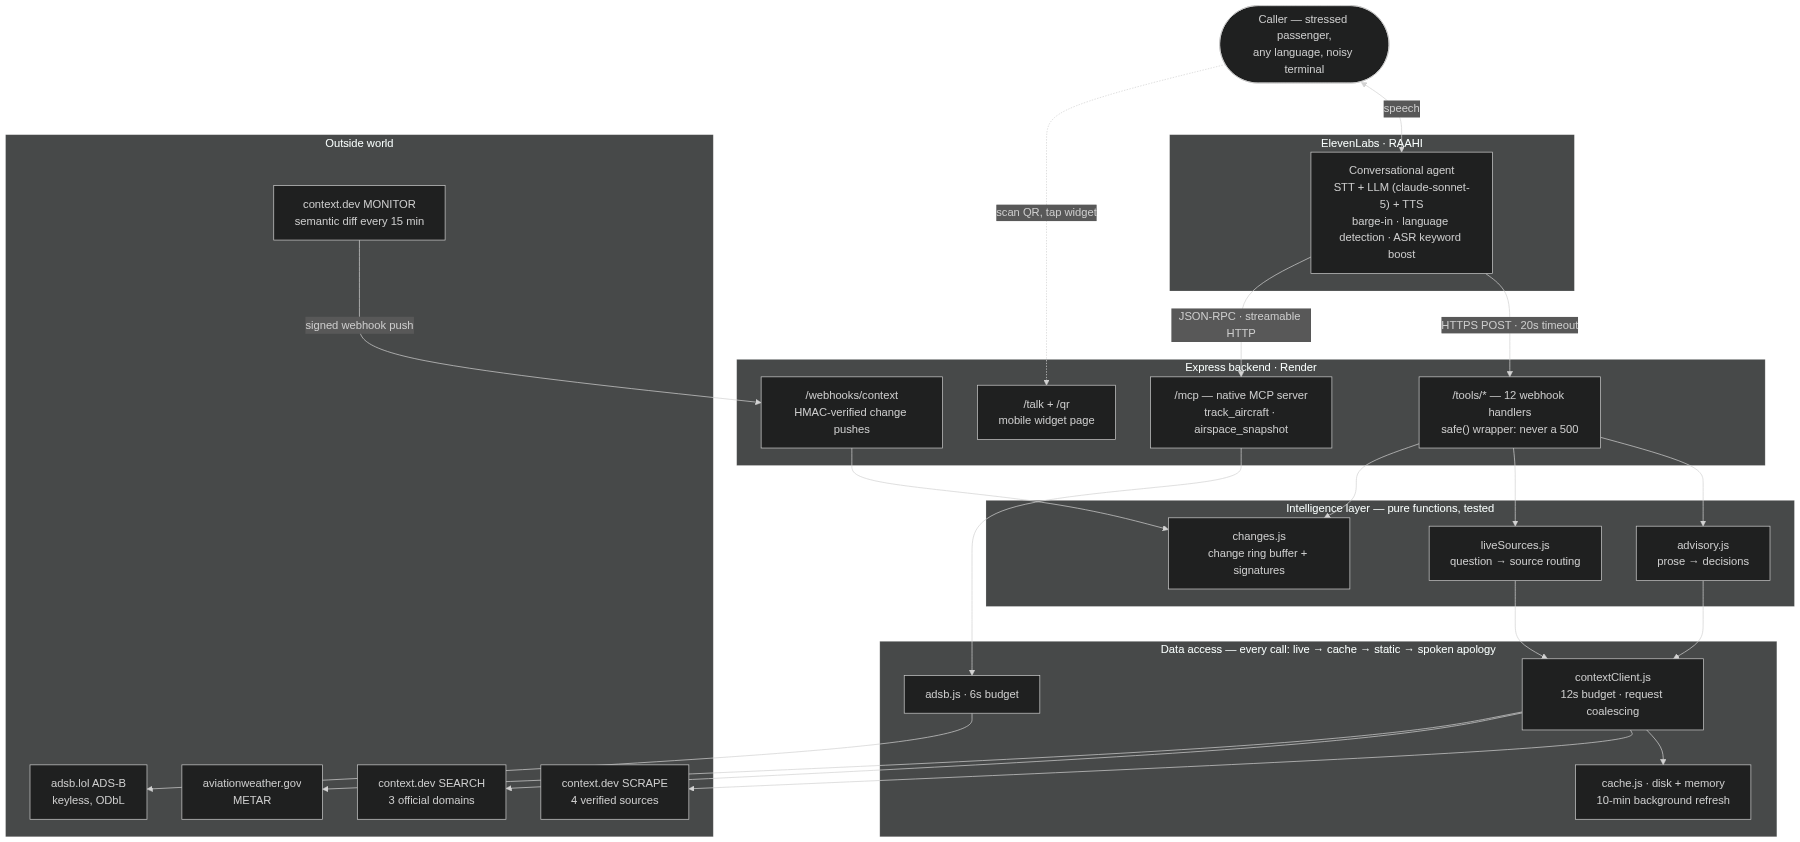 Caller — stressed
passenger,
any language, noisy
terminal
speech
Outside world
ElevenLabs · RAAHI
Conversational agent
STT + LLM (claude-sonnet-
5) + TTS
barge-in · language
detection · ASR keyword
boost
context.dev MONITOR
semantic diff every 15 min
scan QR, tap widget
signed webhook push
JSON-RPC · streamable
HTTP
HTTPS POST · 20s timeout
Express backend · Render
/webhooks/context
HMAC-verified change
pushes
/talk + /qr
mobile widget page
/mcp — native MCP server
track_aircraft ·
airspace_snapshot
/tools/* — 12 webhook
handlers
safe() wrapper: never a 500
Intelligence layer — pure functions, tested
changes.js
change ring buffer +
signatures
liveSources.js
question → source routing
advisory.js
prose → decisions
Data access — every call: live → cache → static → spoken apology
adsb.js · 6s budget
contextClient.js
12s budget · request
coalescing
adsb.lol ADS-B
keyless, ODbL
aviationweather.gov
METAR
context.dev SEARCH
3 official domains
context.dev SCRAPE
4 verified sources
cache.js · disk + memory
10-min background refresh